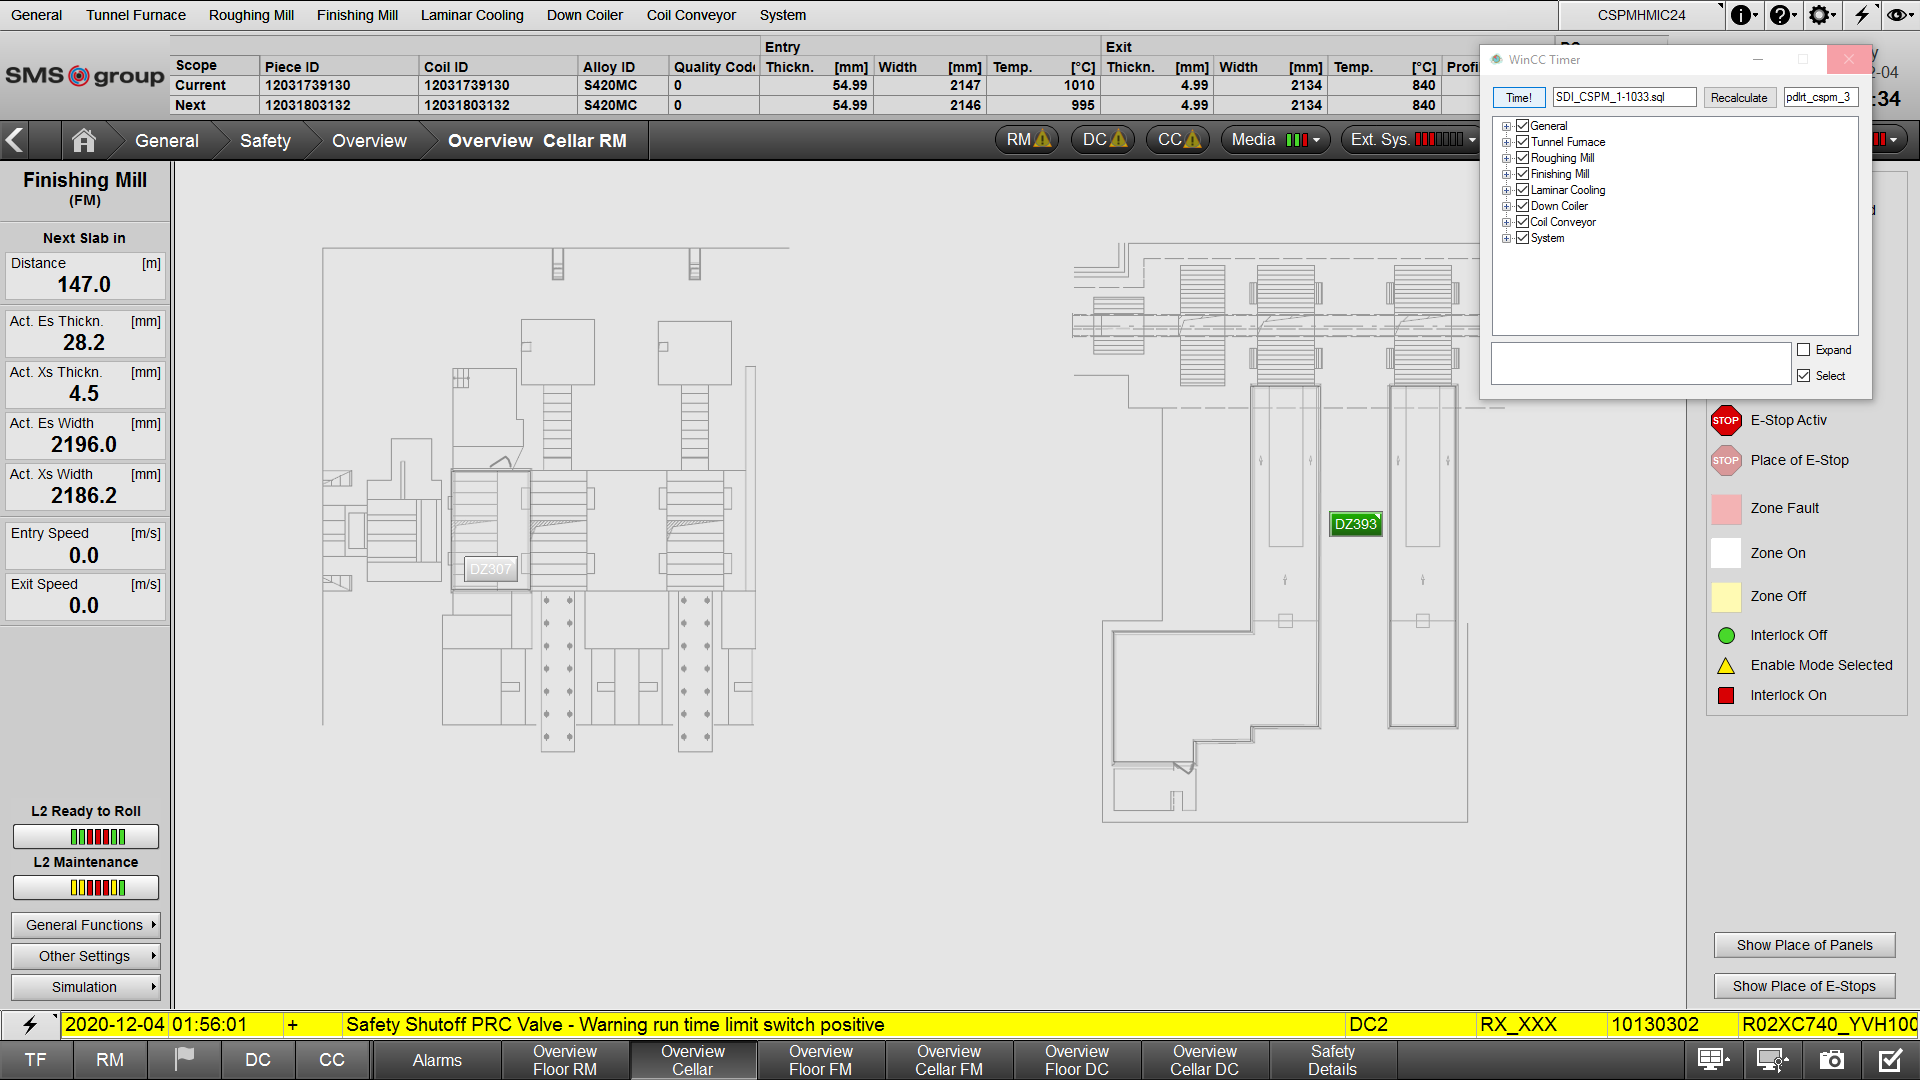 General Tunnel Furnace Roughing Mill Finishing Mill Laminar Cooling Down Coiler Coil Conveyor System CSPMHMIC24
SMS group
Entry Exit
Scope Piece ID Coil ID Alloy ID Quality Code Thickn. [mm] Width [mm] Temp. [°C] Thickn. [mm] Width [mm] Temp. [°C]
Current 12031739130 12031739130 S420MC 0 54.99 2147 1010 4.99 2134 840
Next 12031803132 12031803132 S420MC 0 54.99 2146 995 4.99 2134 840
General Safety Overview Overview Cellar RM RM DC CC Media Ext. Sys.
WinCC Timer
Time! SDI_CSPM_1-1033.sql Recalculate pdlrt_cspm_3
General
Tunnel Furnace
Roughing Mill
Finishing Mill
Laminar Cooling
Down Coiler
Coil Conveyor
System
Expand
Select
:34
Finishing Mill
(FM)
Next Slab in
Distance [m]
147.0
Act. Es Thickn. [mm]
28.2
Act. Xs Thickn. [mm]
4.5
Act. Es Width [mm]
2196.0
Act. Xs Width [mm]
2186.2
Entry Speed [m/s]
0.0
Exit Speed [m/s]
0.0
L2 Ready to Roll
L2 Maintenance
General Functions
Other Settings
Simulation
DZ307
DZ393
STOP E-Stop Activ
STOP Place of E-Stop
Zone Fault
Zone On
Zone Off
Interlock Off
Enable Mode Selected
Interlock On
Show Place of Panels
Show Place of E-Stops
2020-12-04 01:56:01 + Safety Shutoff PRC Valve - Warning run time limit switch positive DC2 RX_XXX 10130302 R02XC740_YVH100
TF RM DC CC Alarms
Overview Floor RM
Overview Cellar
Overview Floor FM
Overview Cellar FM
Overview Floor DC
Overview Cellar DC
Safety Details